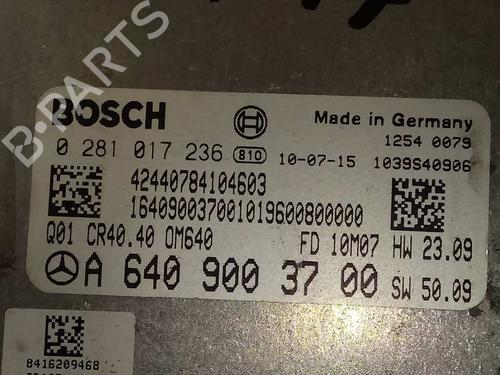 B-PARTS
BOSCH
Made in Germany
1254 0079
0 281 017 236 810 10-07-15 1039S40906
42440784104603
164090037001019600800000
Q01 CR40.40 OM640 FD 10M07 HW 23.09
A 640 900 37 00 SW 50.09
8416209468